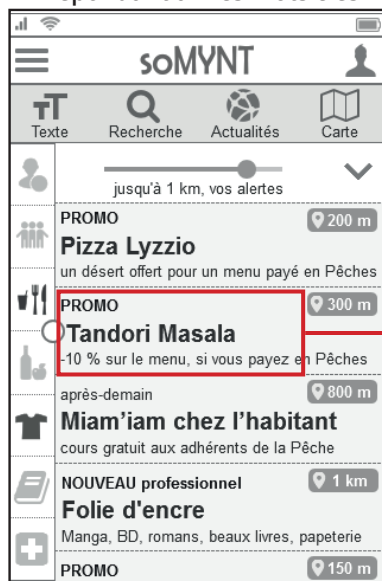 soMYNT
Texte
Recherche
Actualités
Carte
jusqu'à 1 km, vos alertes
PROMO
200 m
Pizza Lyzzio
un désert offert pour un menu payé en Pêches
PROMO
300 m
Tandori Masala
-10 % sur le menu, si vous payez en Pêches
après-demain
800 m
Miam'iam chez l'habitant
cours gratuit aux adhérents de la Pêche
NOUVEAU professionnel
1 km
Folie d'encre
Manga, BD, romans, beaux livres, papeterie
PROMO
150 m